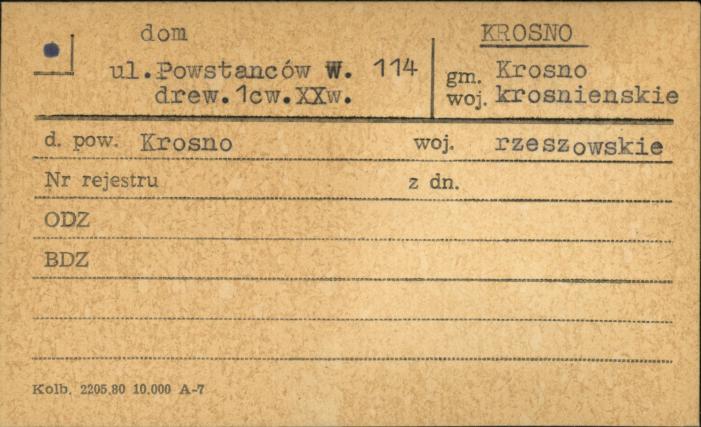 dom
KROSNO
ul.Powstanców W. 114
gm. Krosno
drew.1cw.XXw.
woj. krosnienskie
d. pow. Krosno woj. rzeszowskie
Nr rejestru z dn.
ODZ
BDZ
Kolb. 2205.80 10.000 A-7